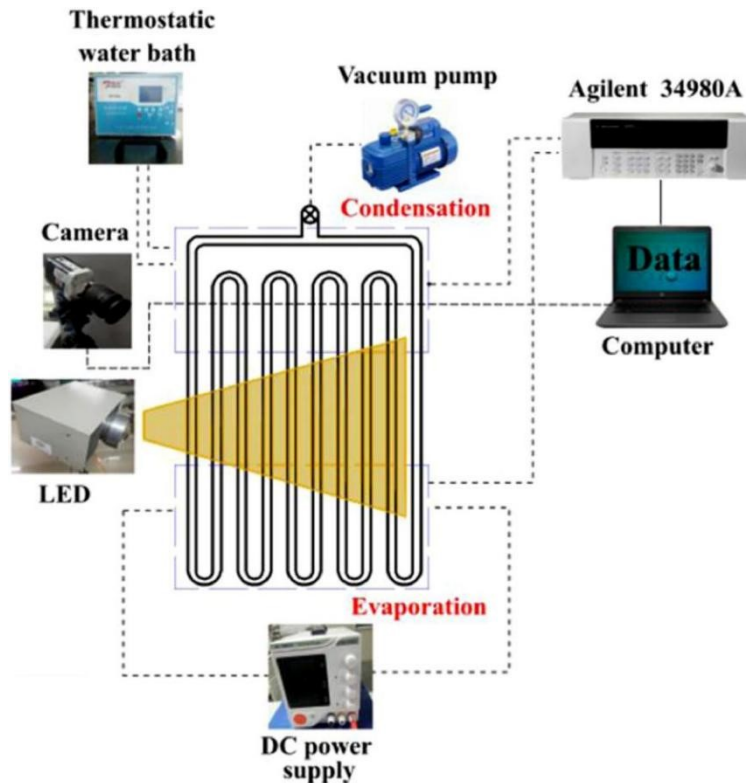 Thermostatic
water bath
Vacuum pump
Agilent 34980A
Condensation
Camera
Data
Computer
LED
Evaporation
DC power
supply